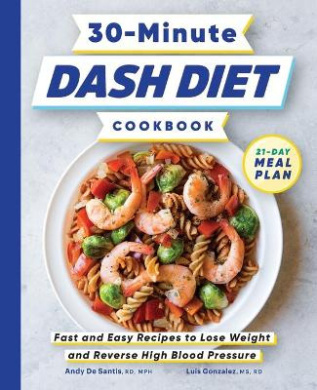 30-Minute
DASH DIET
COOKBOOK
21-DAY
MEAL
PLAN
Fast and Easy Recipes to Lose Weight
and Reverse High Blood Pressure
Andy De Santis, RD, MPH Luis Gonzalez, MS, RD